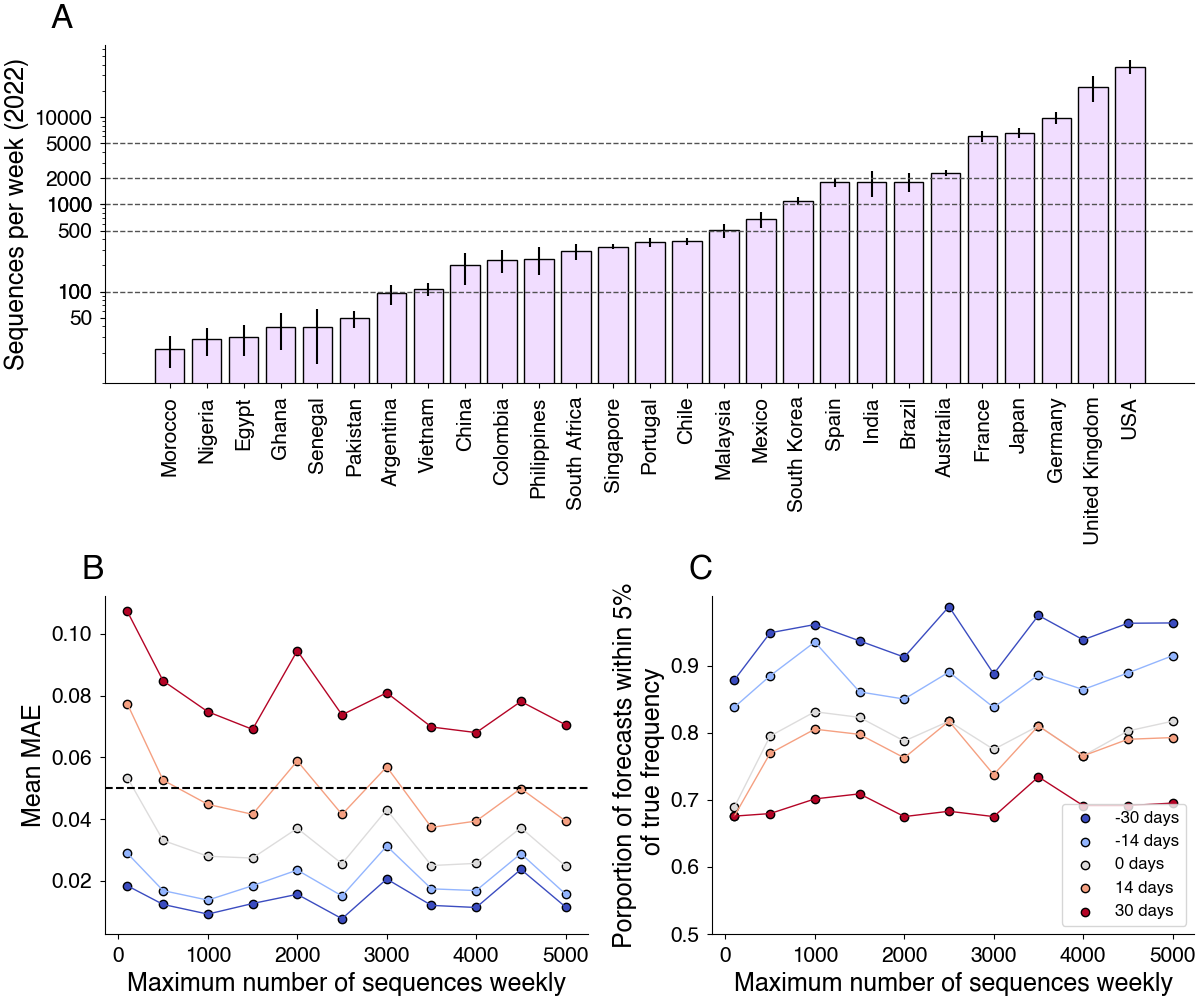 A
Sequences per week (2022)
10000
5000
2000
1000
500
100
50
Morocco
Nigeria
Egypt
Ghana
Senegal
Pakistan
Argentina
Vietnam
China
Colombia
Philippines
South Africa
Singapore
Portugal
Chile
Malaysia
Mexico
South Korea
Spain
India
Brazil
Australia
France
Japan
Germany
United Kingdom
USA
B
Mean MAE
0.10
0.08
0.06
0.04
0.02
0
1000
2000
3000
4000
5000
Maximum number of sequences weekly
C
Porportion of forecasts within 5%
of true frequency
0.9
0.8
0.7
0.6
0.5
-30 days
-14 days
0 days
14 days
30 days
0
1000
2000
3000
4000
5000
Maximum number of sequences weekly